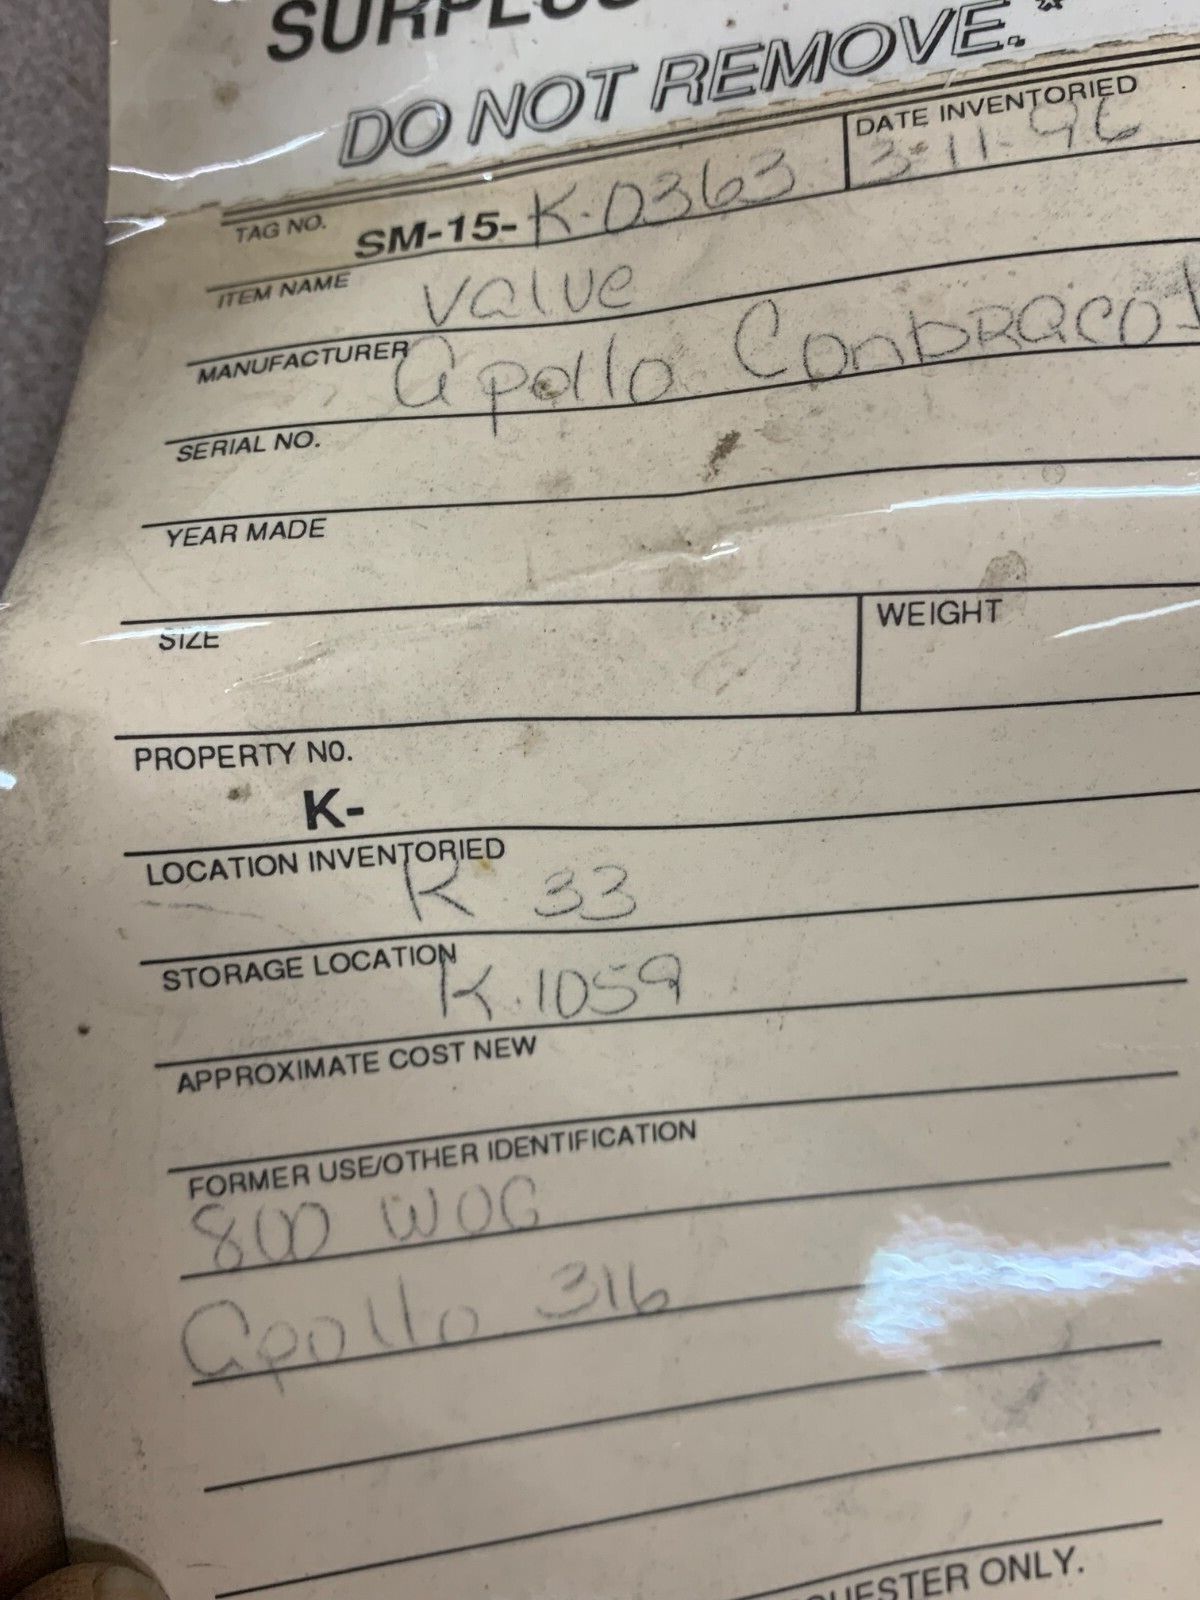 SURPLUS
DO NOT REMOVE.*
TAG NO. SM-15-K-0363 DATE INVENTORIED 3-11-96
ITEM NAME Valve
MANUFACTURER apollo Conbraco
SERIAL NO.
YEAR MADE
SIZE WEIGHT
PROPERTY NO.
K-
LOCATION INVENTORIED K 33
STORAGE LOCATION K.1059
APPROXIMATE COST NEW
FORMER USE/OTHER IDENTIFICATION
800 WOG
apollo 316
ONLY.